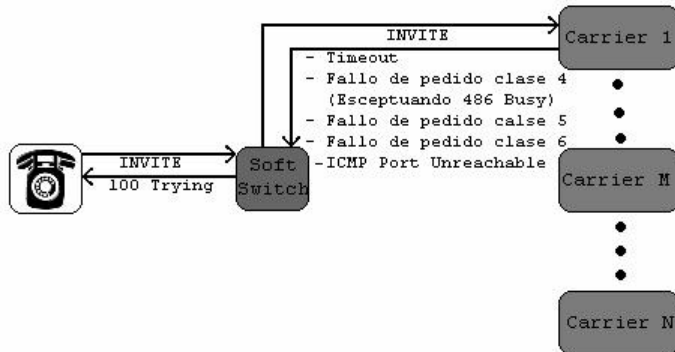 INVITE
Carrier 1
- Timeout
- Fallo de pedido clase 4
(Esceptuando 486 Busy)
- Fallo de pedido calse 5
- Fallo de pedido clase 6
-ICMP Port Unreachable
INVITE
100 Trying
Soft
Switch
Carrier M
Carrier N